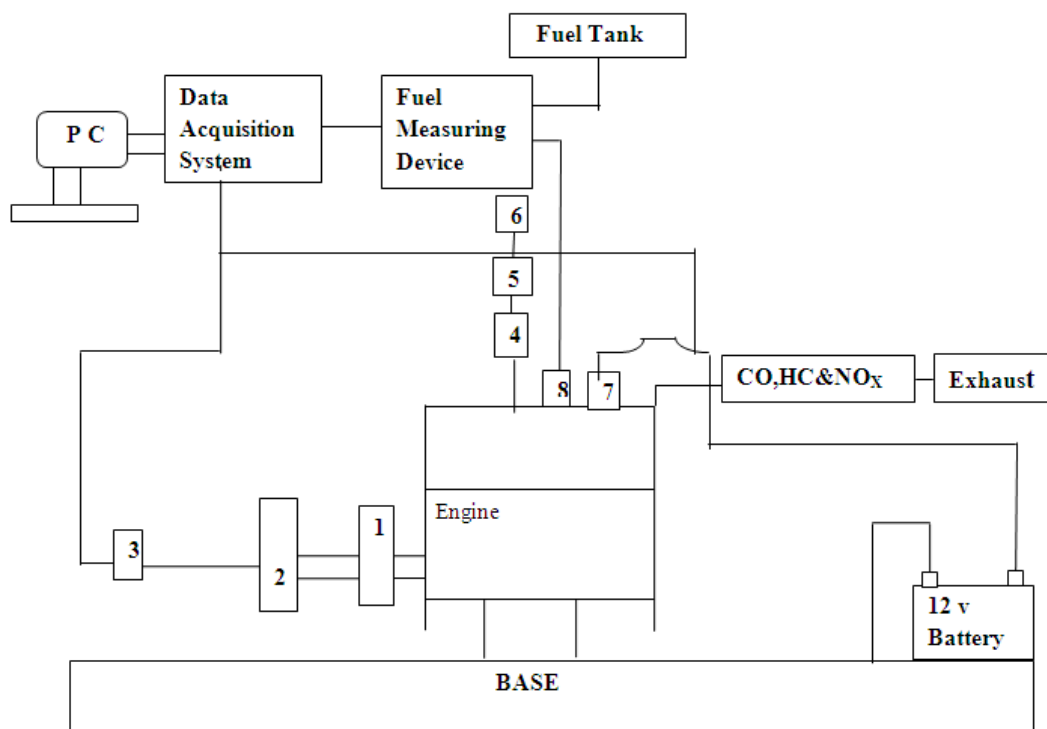 Fuel Tank
P C
Data
Acquisition
System
Fuel
Measuring
Device
6
5
4
8
7
CO,HC&NOX
Exhaust
Engine
1
2
3
12 v
Battery
BASE